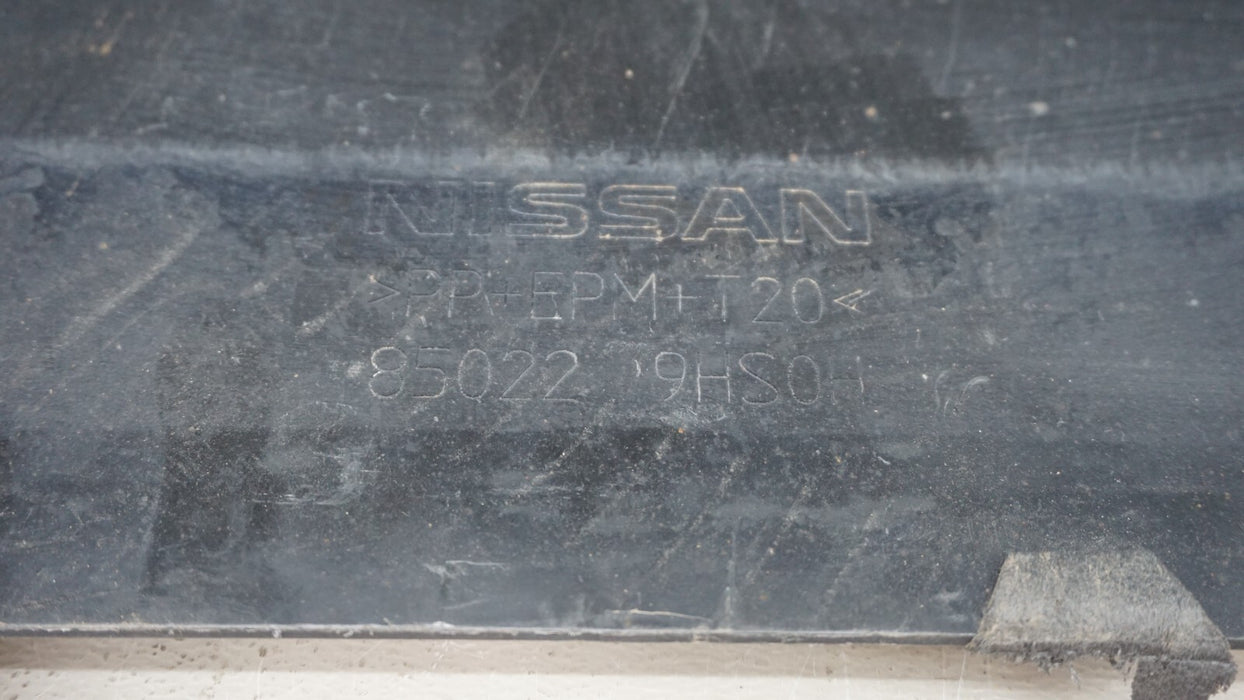 NISSAN
>PP+EPM+T20<
85022 9HS0H